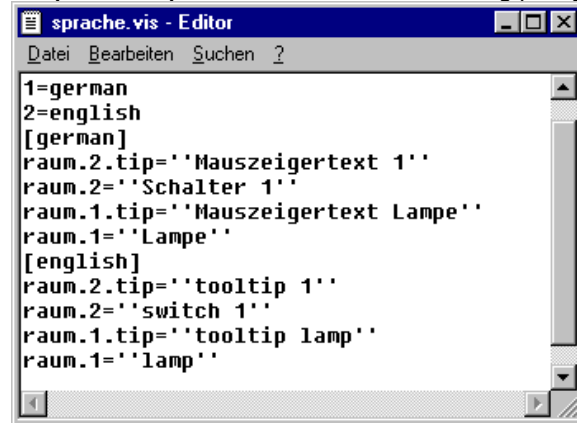 sprache.vis - Editor
Datei Bearbeiten Suchen ?
1=german
2=english
[german]
raum.2.tip=''Mauszeigertext 1''
raum.2=''Schalter 1''
raum.1.tip=''Mauszeigertext Lampe''
raum.1=''Lampe''
[english]
raum.2.tip=''tooltip 1''
raum.2=''switch 1''
raum.1.tip=''tooltip lamp''
raum.1=''lamp''